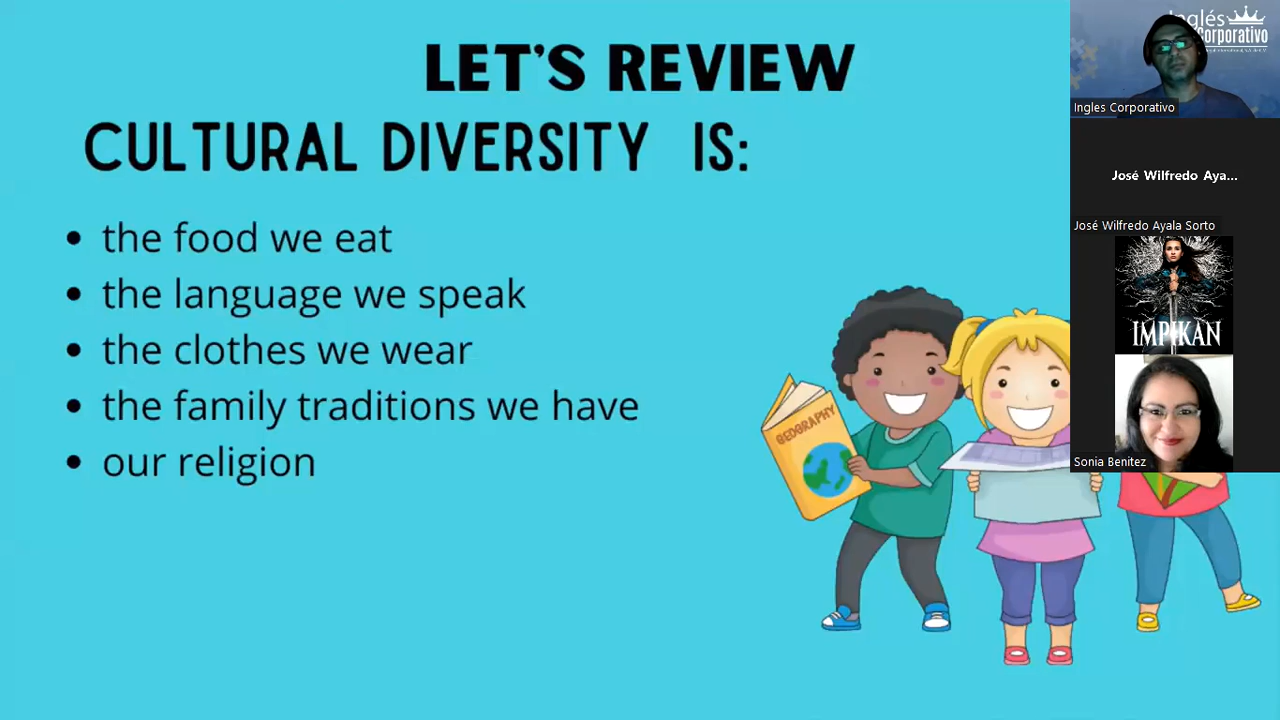 LET'S REVIEW
CULTURAL DIVERSITY IS:
• the food we eat
• the language we speak
• the clothes we wear
• the family traditions we have
• our religion
GEOGRAPHY
Inglés
Corporativo
Ingles Corporativo
José Wilfredo Aya...
José Wilfredo Ayala Sorto
IMPIKAN
Sonia Benitez